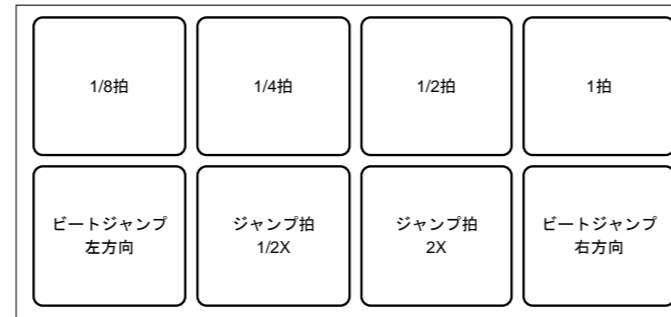 1/8拍
1/4拍
1/2拍
1拍
ビートジャンプ
左方向
ジャンプ拍
1/2X
ジャンプ拍
2X
ビートジャンプ
右方向